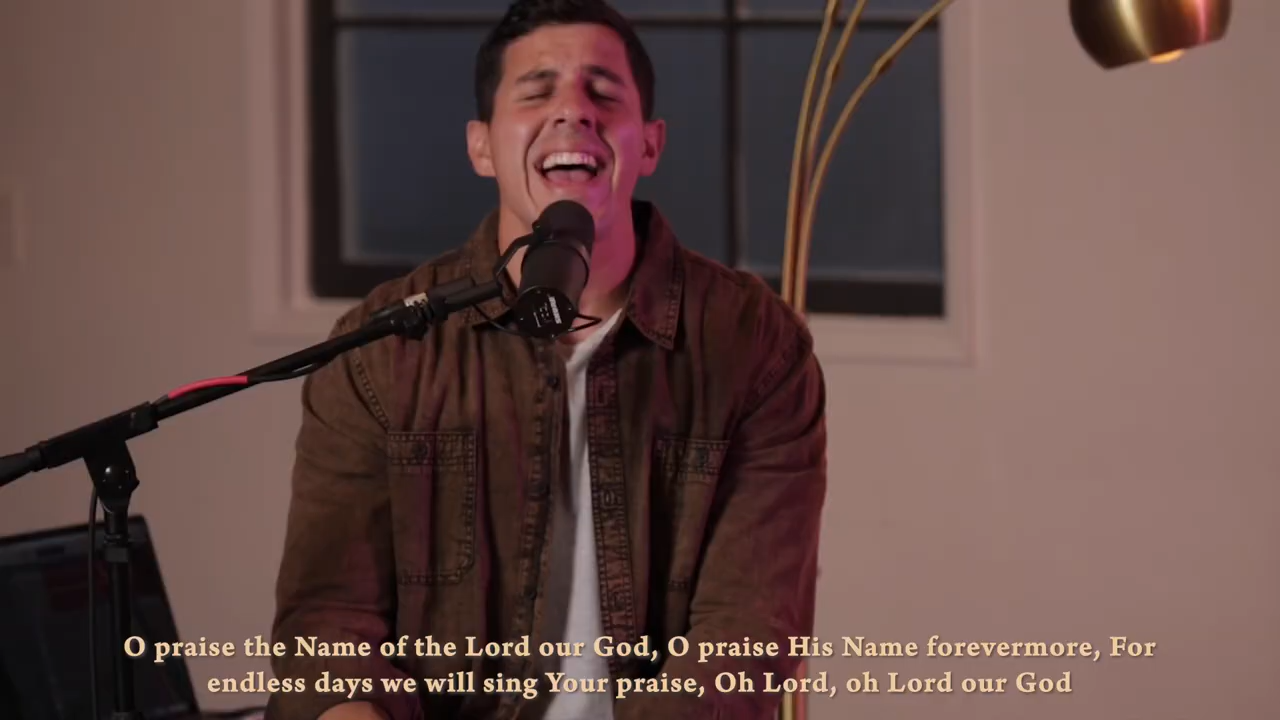 O praise the Name of the Lord our God, O praise His Name forevermore, For
endless days we will sing Your praise, Oh Lord, oh Lord our God